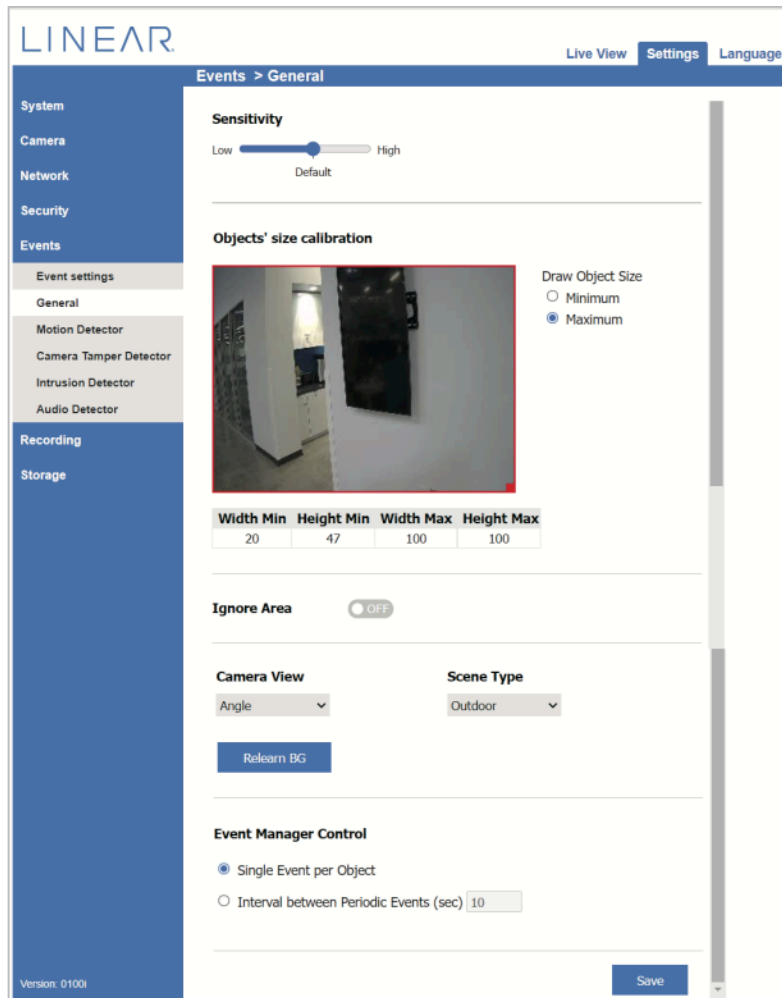 LINEAR
Live View Settings Language
Events > General
System
Camera
Network
Security
Events
Event settings
General
Motion Detector
Camera Tamper Detector
Intrusion Detector
Audio Detector
Recording
Storage
Version: 0100i
Sensitivity
Low High
Default
Objects' size calibration
Draw Object Size
Minimum
Maximum
Width Min Height Min Width Max Height Max
20 47 100 100
Ignore Area OFF
Camera View Scene Type
Angle Outdoor
Relearn BG
Event Manager Control
Single Event per Object
Interval between Periodic Events (sec) 10
Save